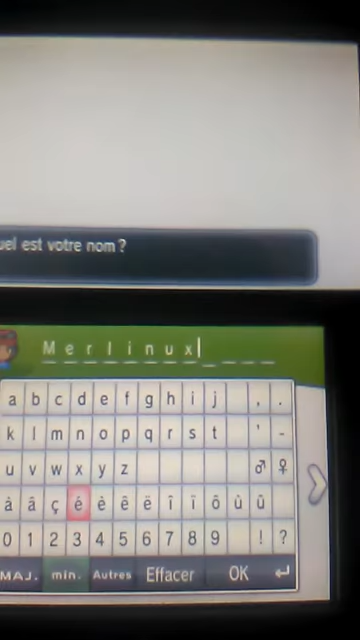 uel est votre nom ?
Merlinux
a b c d e f g h i j , .
k l m n o p q r s t ' -
u v w x y z ♂ ♀
à â ç é è ê ë î ï ô û ü
0 1 2 3 4 5 6 7 8 9 ! ?
MAJ. min. Autres Effacer OK ↵